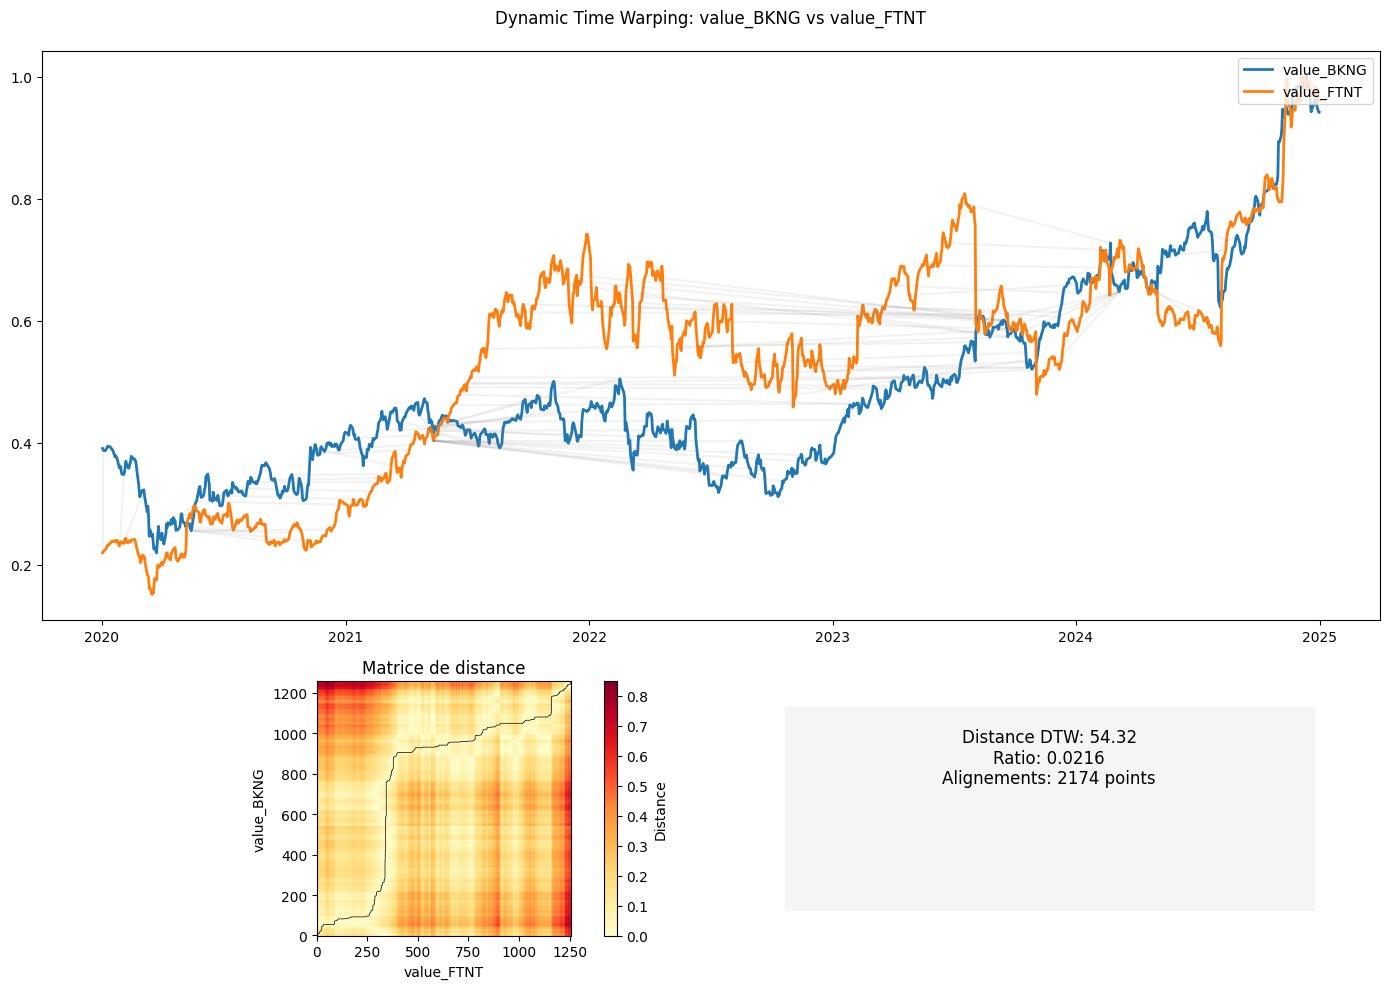 Dynamic Time Warping: value_BKNG vs value_FTNT
1.0
0.8
0.6
0.4
0.2
value_BKNG
value_FTNT
2020 2021 2022 2023 2024 2025
Matrice de distance
1200
1000
800
600
400
200
0
value_BKNG
0 250 500 750 1000 1250
value_FTNT
0.8
0.7
0.6
0.5
0.4
0.3
0.2
0.1
0.0
Distance
Distance DTW: 54.32
Ratio: 0.0216
Alignements: 2174 points